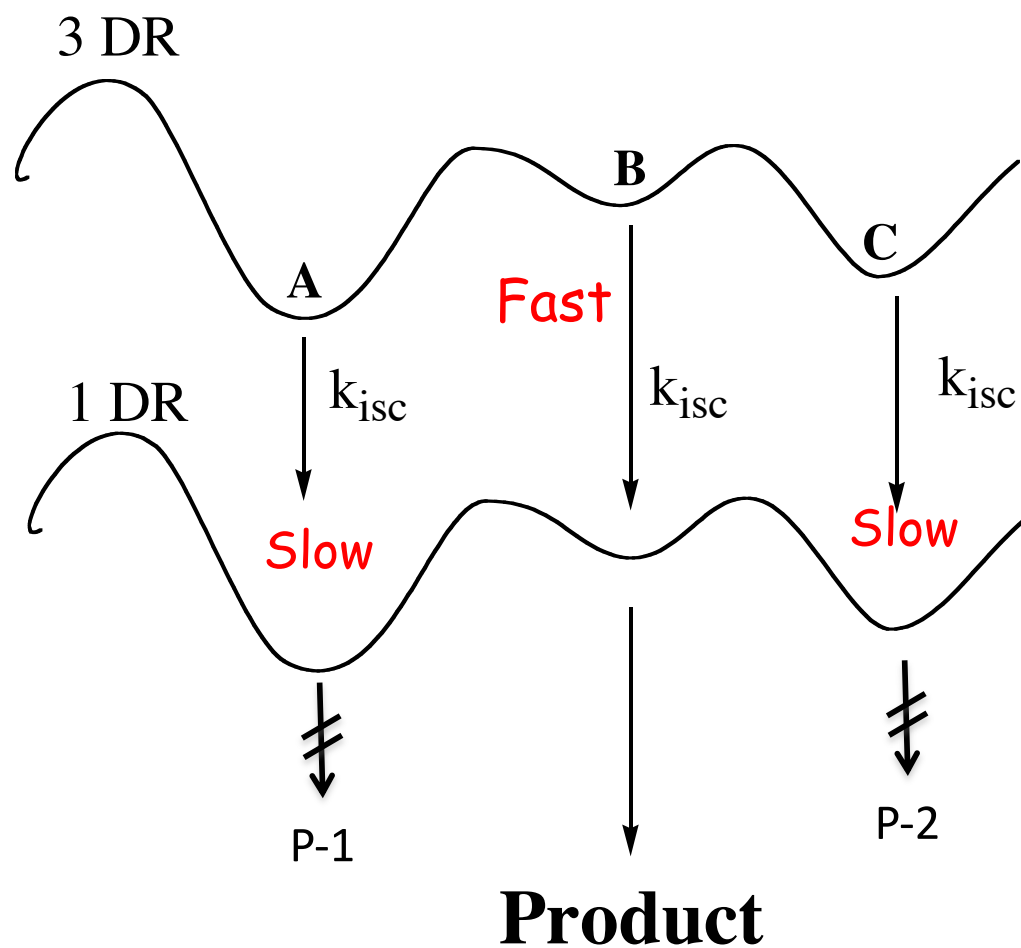 3 DR
B
C
A
Fast
k_isc
k_isc
k_isc
1 DR
Slow
Slow
P-1
P-2
Product